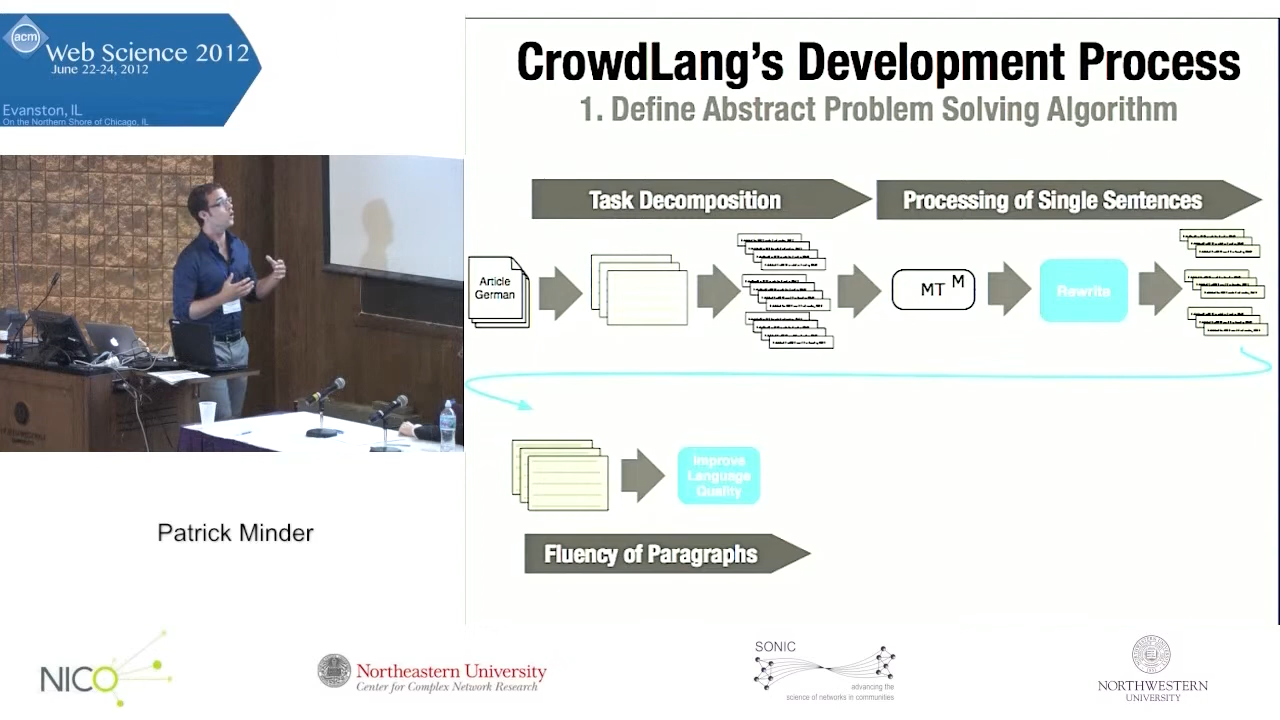 acm
Web Science 2012
June 22-24, 2012
Evanston, IL
On the Northern Shore of Chicago, IL
CrowdLang's Development Process
1. Define Abstract Problem Solving Algorithm
Task Decomposition
Processing of Single Sentences
Article
German
MT M
Rewrite
Improve
Language
Quality
Fluency of Paragraphs
Patrick Minder
NICO
Northeastern University
Center for Complex Network Research
SONIC
advancing the
science of networks in communities
NORTHWESTERN
UNIVERSITY